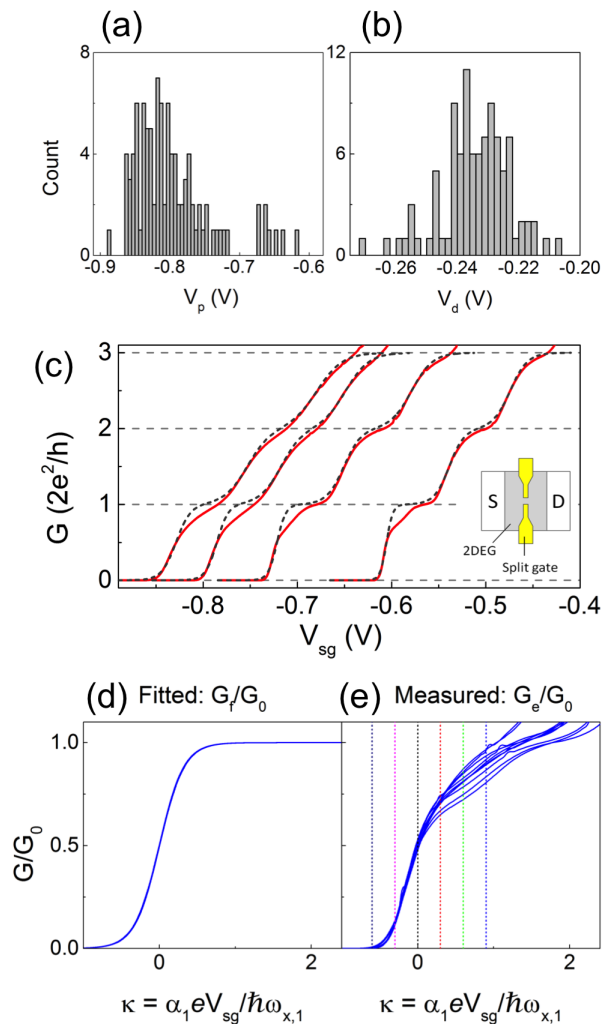 (a) (b)
8
4
0
Count
-0.9 -0.8 -0.7 -0.6
V_p (V)
12
6
0
-0.26 -0.24 -0.22 -0.20
V_d (V)
(c)
3
2
1
0
G (2e²/h)
S D
2DEG
Split gate
-0.8 -0.7 -0.6 -0.5 -0.4
V_sg (V)
(d) Fitted: G_f/G_0
(e) Measured: G_e/G_0
1.0
0.5
0.0
G/G_0
0 2
0 2
κ = α_1eV_sg/ℏω_x,1
κ = α_1eV_sg/ℏω_x,1